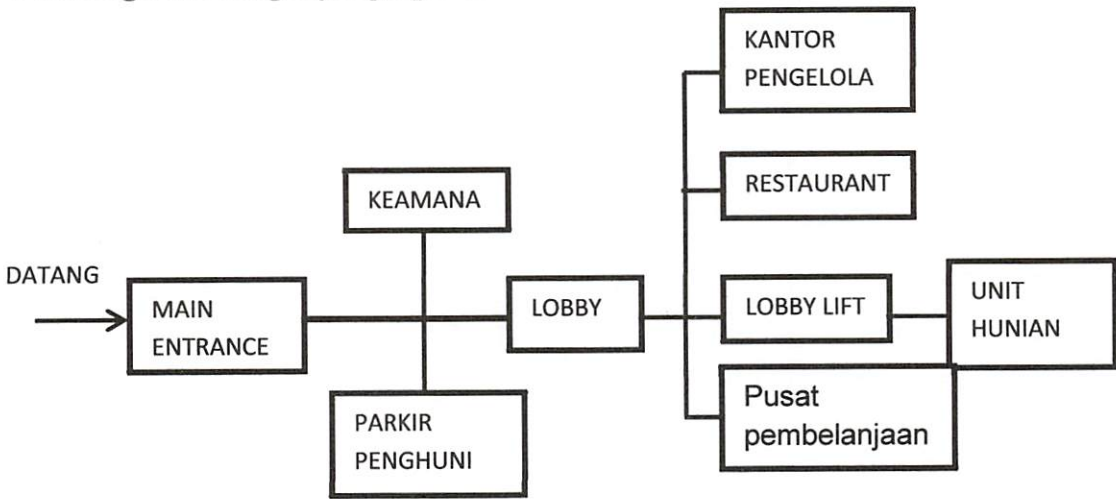 KANTOR
PENGELOLA
KEAMANA
RESTAURANT
DATANG
MAIN
ENTRANCE
LOBBY
LOBBY LIFT
UNIT
HUNIAN
PARKIR
PENGHUNI
Pusat
pembelanjaan